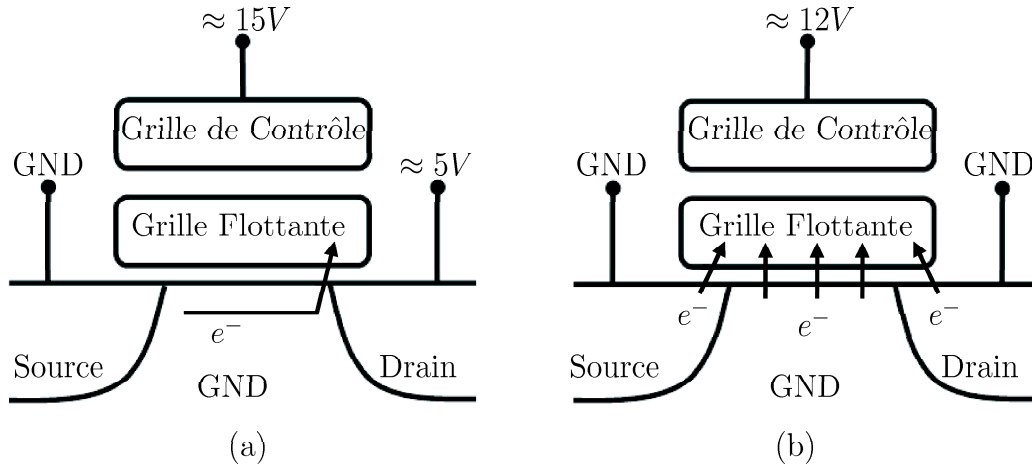 ≈ 15V
Grille de Contrôle
GND
≈ 5V
Grille Flottante
e⁻
Source
Drain
GND
(a)
≈ 12V
Grille de Contrôle
GND
GND
Grille Flottante
e⁻
e⁻
e⁻
Source
Drain
GND
(b)